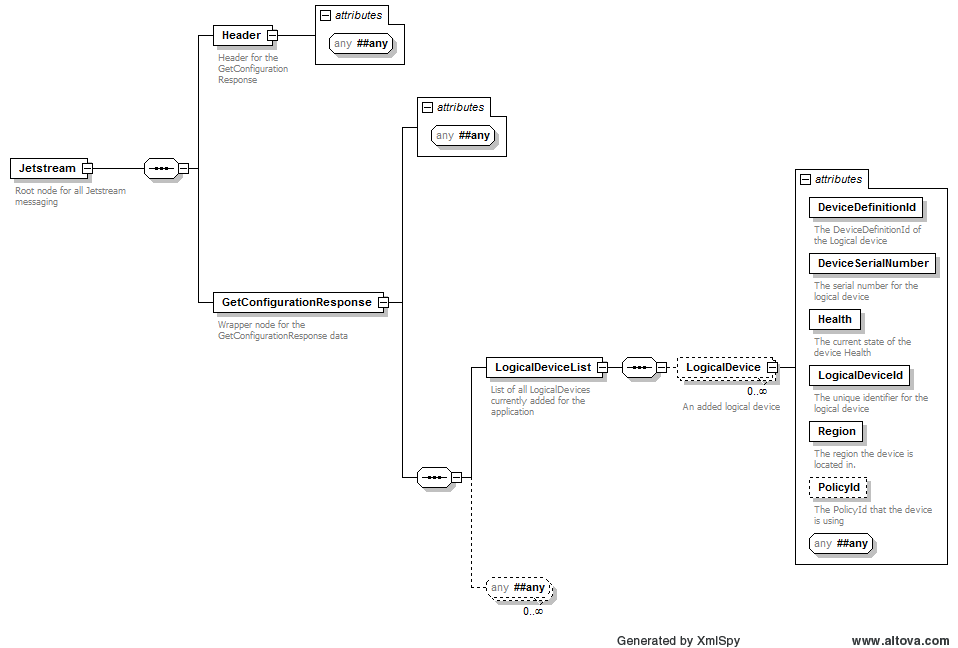 attributes
Header
any ##any
Header for the
GetConfiguration
Response
attributes
any ##any
Jetstream
Root node for all Jetstream
messaging
attributes
DeviceDefinitionId
The DeviceDefinitionId of
the Logical device
DeviceSerialNumber
The serial number for the
logical device
GetConfigurationResponse
Wrapper node for the
GetConfigurationResponse data
Health
The current state of the
device Health
LogicalDeviceList
List of all LogicalDevices
currently added for the
application
LogicalDevice
0..∞
An added logical device
LogicalDeviceId
The unique identifier for the
logical device
Region
The region the device is
located in.
PolicyId
The PolicyId that the device
is using
any ##any
any ##any
0..∞
Generated by XmlSpy
www.altova.com